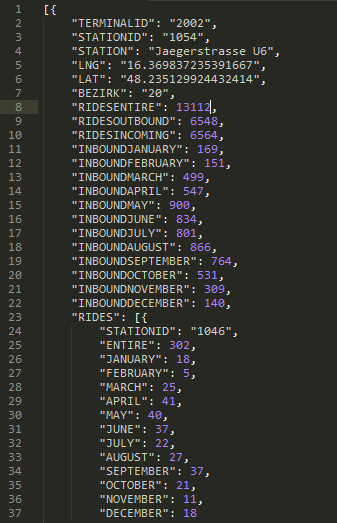 1 [{
2 "TERMINALID": "2002",
3 "STATIONID": "1054",
4 "STATION": "Jaegerstrasse U6",
5 "LNG": "16.369837235391667",
6 "LAT": "48.235129924432414",
7 "BEZIRK": "20",
8 "RIDESENTIRE": 13112,
9 "RIDESOUTBOUND": 6548,
10 "RIDESINCOMING": 6564,
11 "INBOUNDJANUARY": 169,
12 "INBOUNDFEBRUARY": 151,
13 "INBOUNDMARCH": 499,
14 "INBOUNDAPRIL": 547,
15 "INBOUNDMAY": 900,
16 "INBOUNDJUNE": 834,
17 "INBOUNDJULY": 801,
18 "INBOUNDAUGUST": 866,
19 "INBOUNDSEPTEMBER": 764,
20 "INBOUNDOCTOBER": 531,
21 "INBOUNDNOVEMBER": 309,
22 "INBOUNDDECEMBER": 140,
23 "RIDES": [{
24 "STATIONID": "1046",
25 "ENTIRE": 302,
26 "JANUARY": 18,
27 "FEBRUARY": 5,
28 "MARCH": 25,
29 "APRIL": 41,
30 "MAY": 40,
31 "JUNE": 37,
32 "JULY": 22,
33 "AUGUST": 27,
34 "SEPTEMBER": 37,
35 "OCTOBER": 21,
36 "NOVEMBER": 11,
37 "DECEMBER": 18